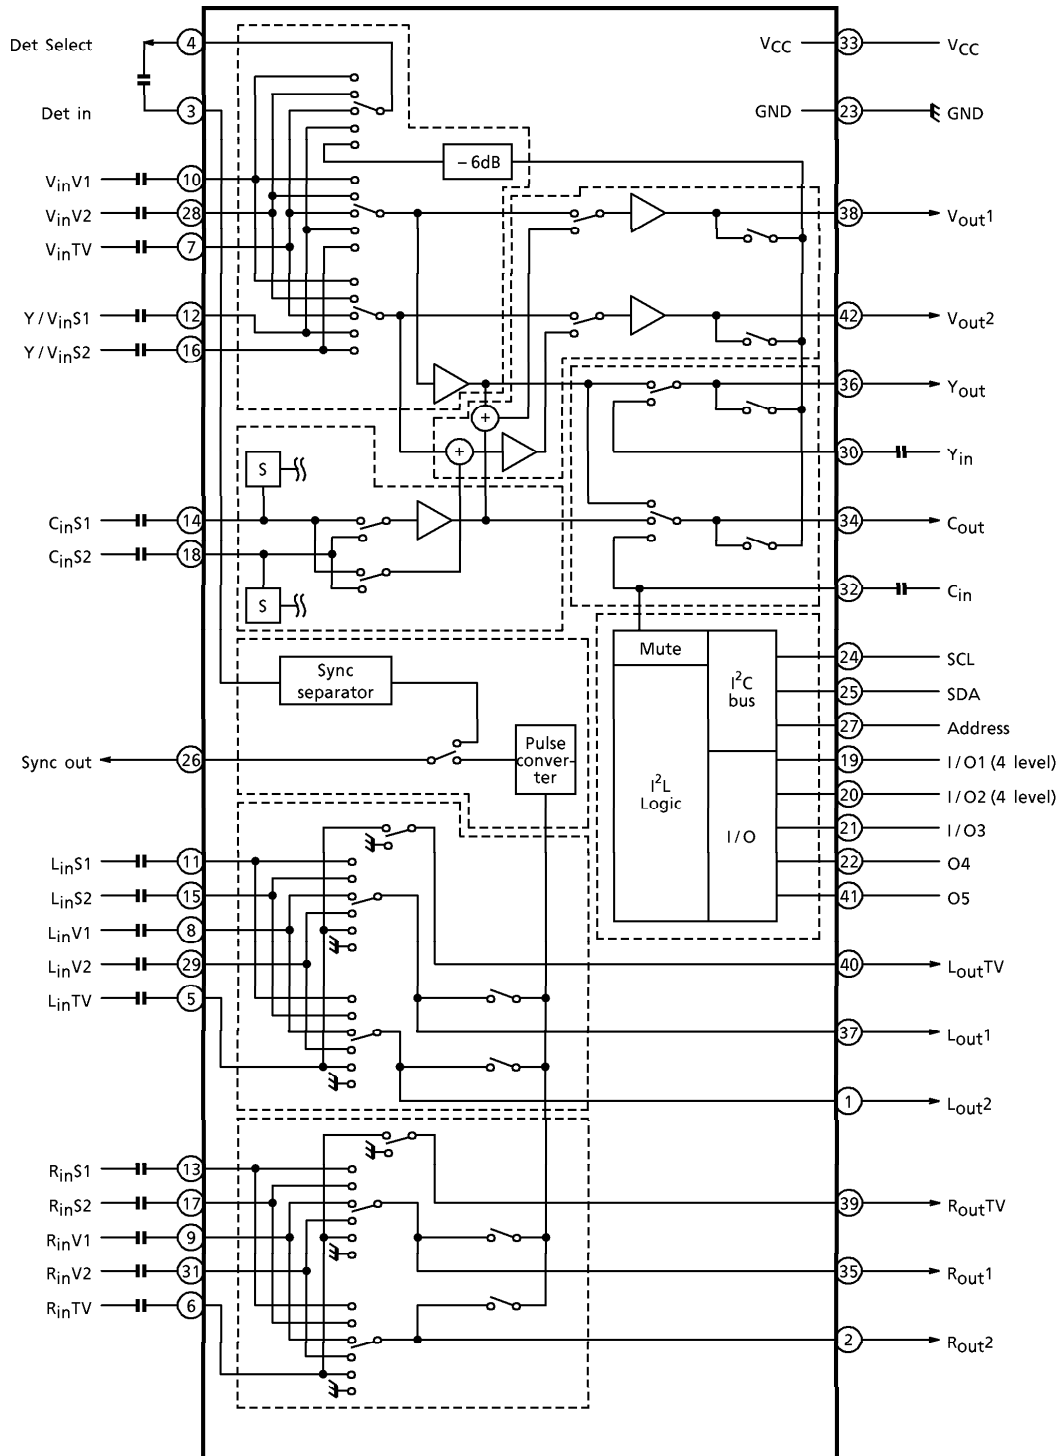 Det Select 4
Det in 3
VinV1 10
VinV2 28
VinTV 7
Y/VinS1 12
Y/VinS2 16
CinS1 14
CinS2 18
Sync out 26
LinS1 11
LinS2 15
LinV1 8
LinV2 29
LinTV 5
RinS1 13
RinS2 17
RinV1 9
RinV2 31
RinTV 6
– 6dB
+
+
S
S
Sync
separator
Pulse
conver-
ter
Mute
I²C
bus
I²L
Logic
I/O
VCC 33 VCC
GND 23 GND
38 Vout1
42 Vout2
36 Yout
30 Yin
34 Cout
32 Cin
24 SCL
25 SDA
27 Address
19 I/O1 (4 level)
20 I/O2 (4 level)
21 I/O3
22 O4
41 O5
40 LoutTV
37 Lout1
1 Lout2
39 RoutTV
35 Rout1
2 Rout2